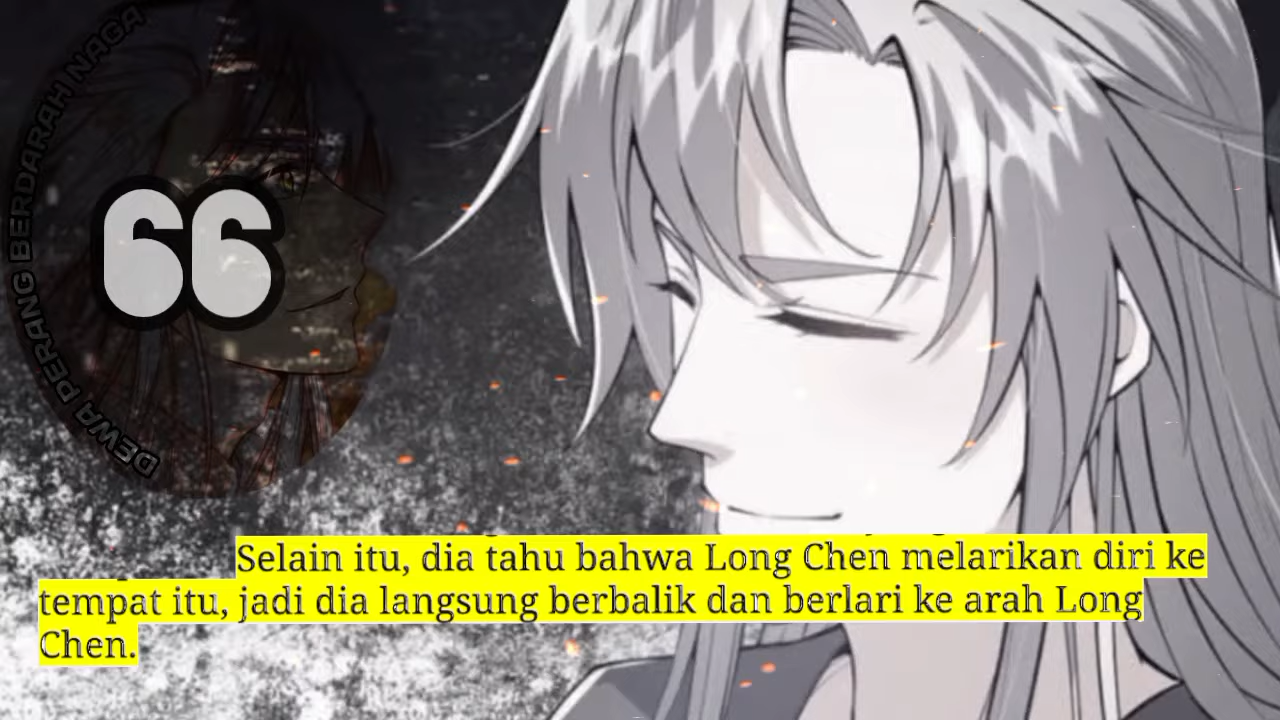 DEWA PERANG BERDARAH NAGA
66
Selain itu, dia tahu bahwa Long Chen melarikan diri ke
tempat itu, jadi dia langsung berbalik dan berlari ke arah Long
Chen.